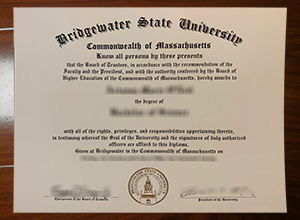 Bridgewater State University
Commonwealth of Massachusetts
Know all persons by these presents
that the Board of Trustees, in accordance with the recommendation of the
Faculty and the President, and with the authority conferred by the Board of
Higher Education of the Commonwealth of Massachusetts, hereby awards to
the degree of
with all of the rights, privileges, and responsibilities appertaining thereto,
in testimony whereof the Seal of the University and the signatures of duly authorized
officers are affixed to this diploma.
Given at Bridgewater in the Commonwealth of Massachusetts on